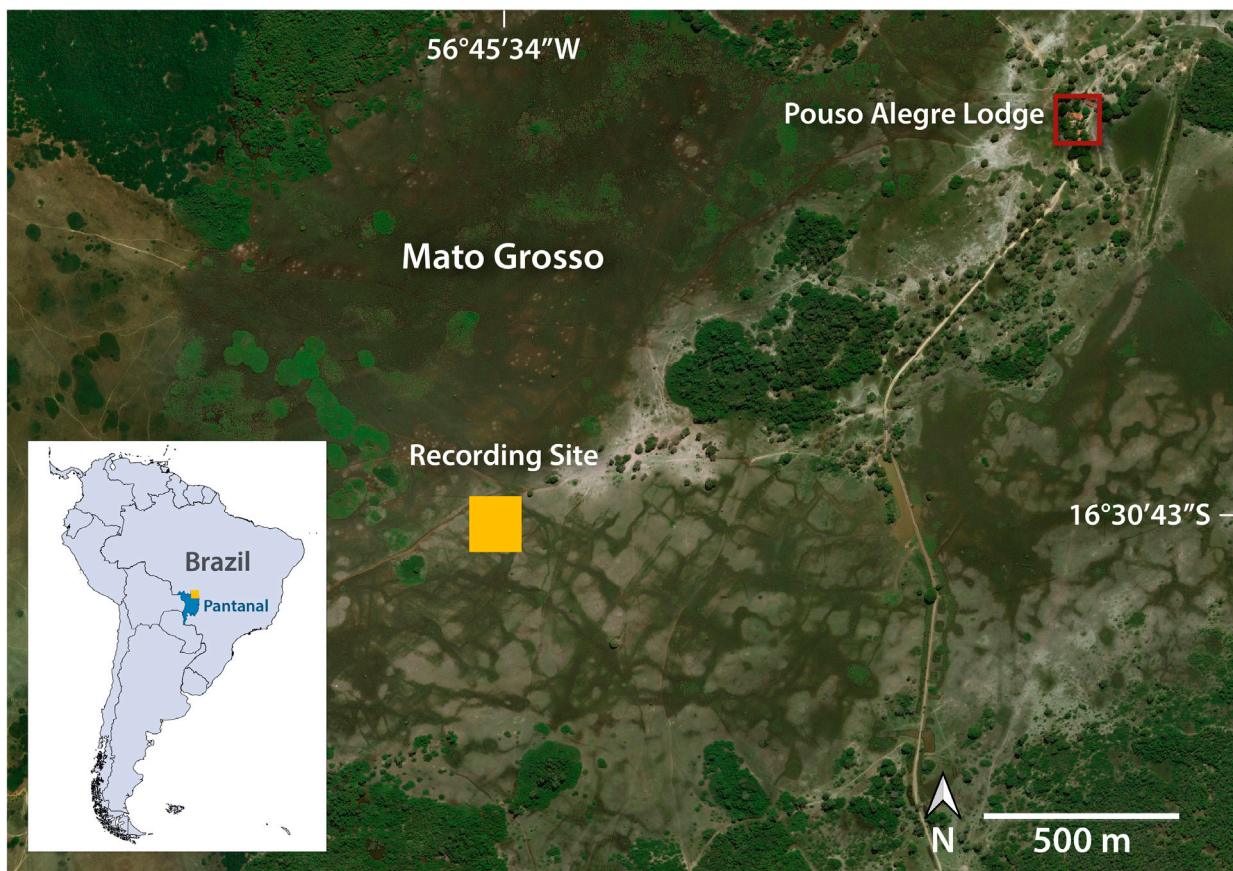 56°45′34″W
Pouso Alegre Lodge
Mato Grosso
Recording Site
16°30′43″S
Brazil
Pantanal
N
500 m